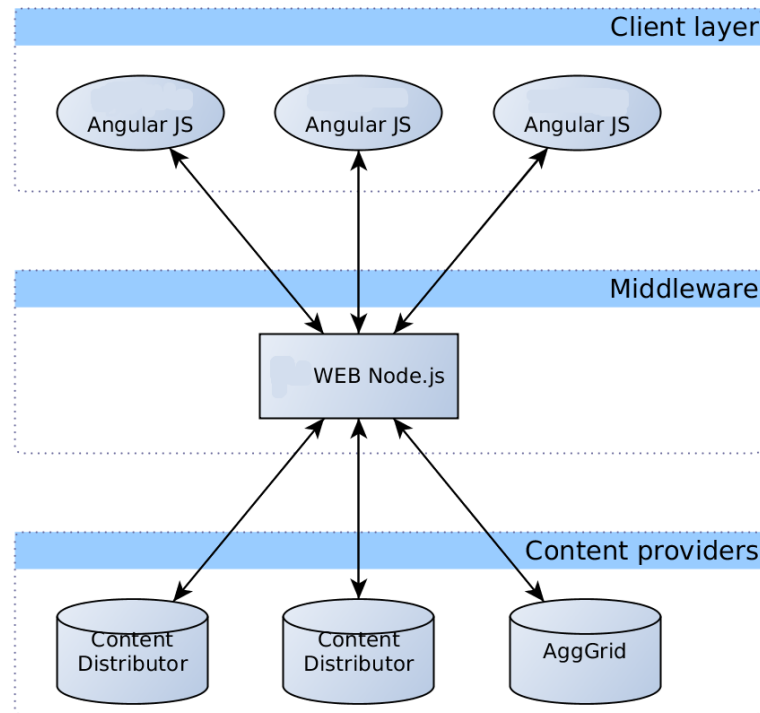 Client layer
Angular JS
Angular JS
Angular JS
Middleware
WEB Node.js
Content providers
Content
Distributor
Content
Distributor
AggGrid